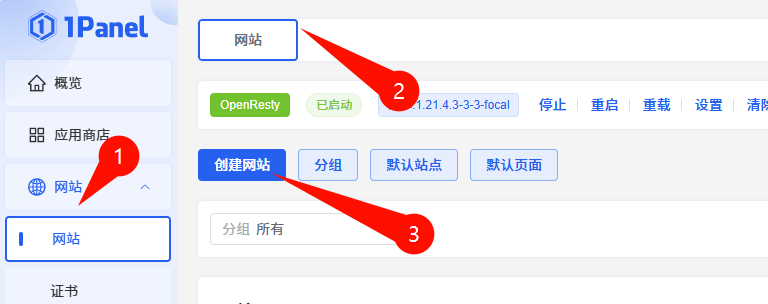 1Panel
概览
应用商店
网站
网站
证书
网站
OpenResty 已启动 1.21.4.3-3-3-focal 停止 重启 重载 设置
创建网站 分组 默认站点 默认页面
分组 所有
1
2
3